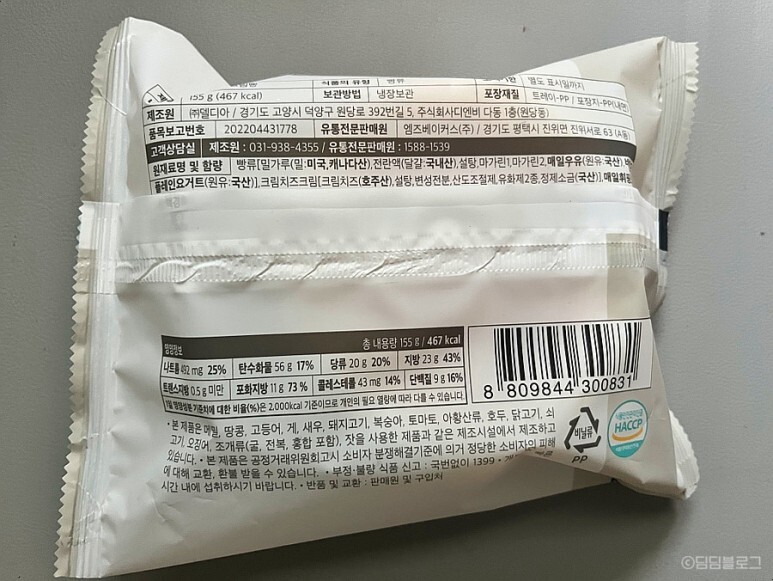 식품의 유형
155 g (467 kcal) 보관방법 냉장보관 포장재질 별도 표시일까지
트레이-PP / 포장지-PP(내면)
제조원 ㈜델디아 / 경기도 고양시 덕양구 원당로 392번길 5, 주식회사디엔비 다동 1층(원당동)
품목보고번호 202204431778 유통전문판매원 엠즈베이커스(주) / 경기도 평택시 진위면 진위서로 63 (A동)
고객상담실 제조원 : 031-938-4355 / 유통전문판매원 : 1588-1539
원재료명 및 함량 빵류[밀가루(밀:미국,캐나다산), 전란액(달걀:국내산),설탕,마가린1,마가린2, 매일우유(원유:국산)
플레인요거트(원유:국산)],크림치즈크림[크림치즈(호주산),설탕,변성전분,산도조절제,유화제2종,정제소금(국산)],매일휘핑
영양정보 총 내용량 155 g / 467 kcal
나트륨 492 mg 25% 탄수화물 56 g 17% 당류 20 g 20% 지방 23 g 43%
트랜스지방 0.5 g 미만 포화지방 11 g 73 % 콜레스테롤 43 mg 14% 단백질 9 g 16%
1일 영양성분 기준치에 대한 비율(%)은 2,000kcal 기준이므로 개인의 필요 열량에 따라 다를 수 있습니다.
8 809844 300831
• 본 제품은 메밀, 땅콩, 고등어, 게, 새우, 돼지고기, 복숭아, 토마토, 아황산류, 호두, 닭고기, 쇠
고기, 오징어, 조개류(굴, 전복, 홍합 포함), 잣을 사용한 제품과 같은 제조시설에서 제조하고
있습니다. • 본 제품은 공정거래위원회고시 소비자 분쟁해결기준에 의거 정당한 소비자의 피해
에 대해 교환, 환불 받을 수 있습니다. • 부정·불량 식품 신고 : 국번없이 1399 •
시간 내에 섭취하시기 바랍니다. • 반품 및 교환 : 판매원 및 구입처
비닐류
PP
HACCP
©딤딤블로그